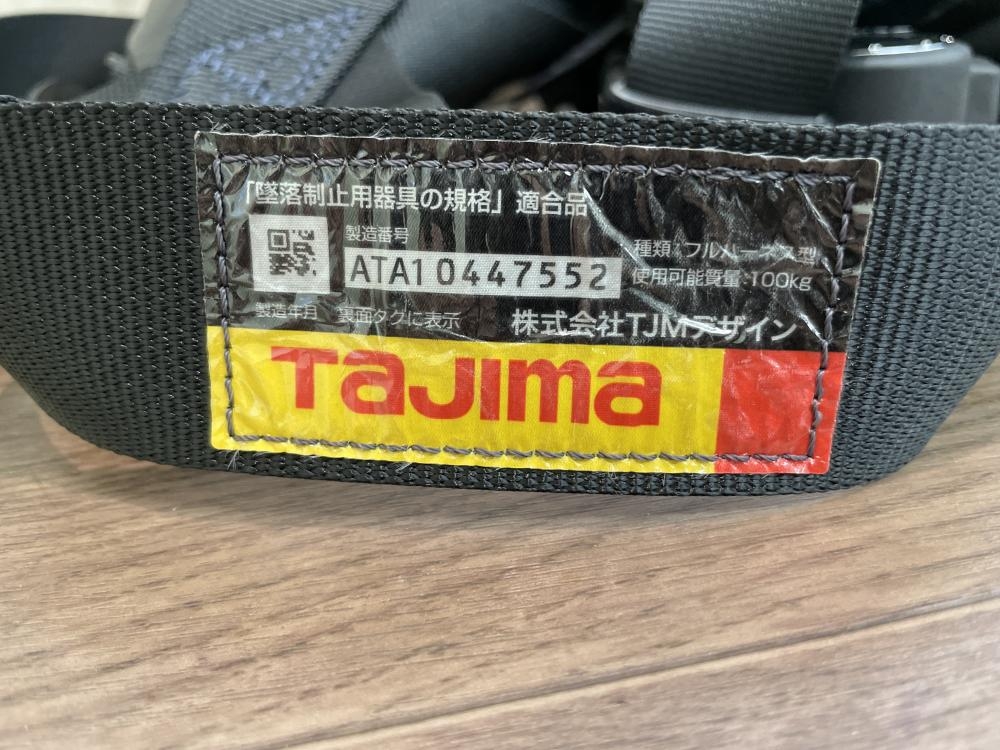 「墜落制止用器具の規格」適合品
製造番号
ATA10447552
種類:フルハーネス型
使用可能質量:100kg
製造年月 裏面タグに表示
株式会社TJMデザイン
Tajima